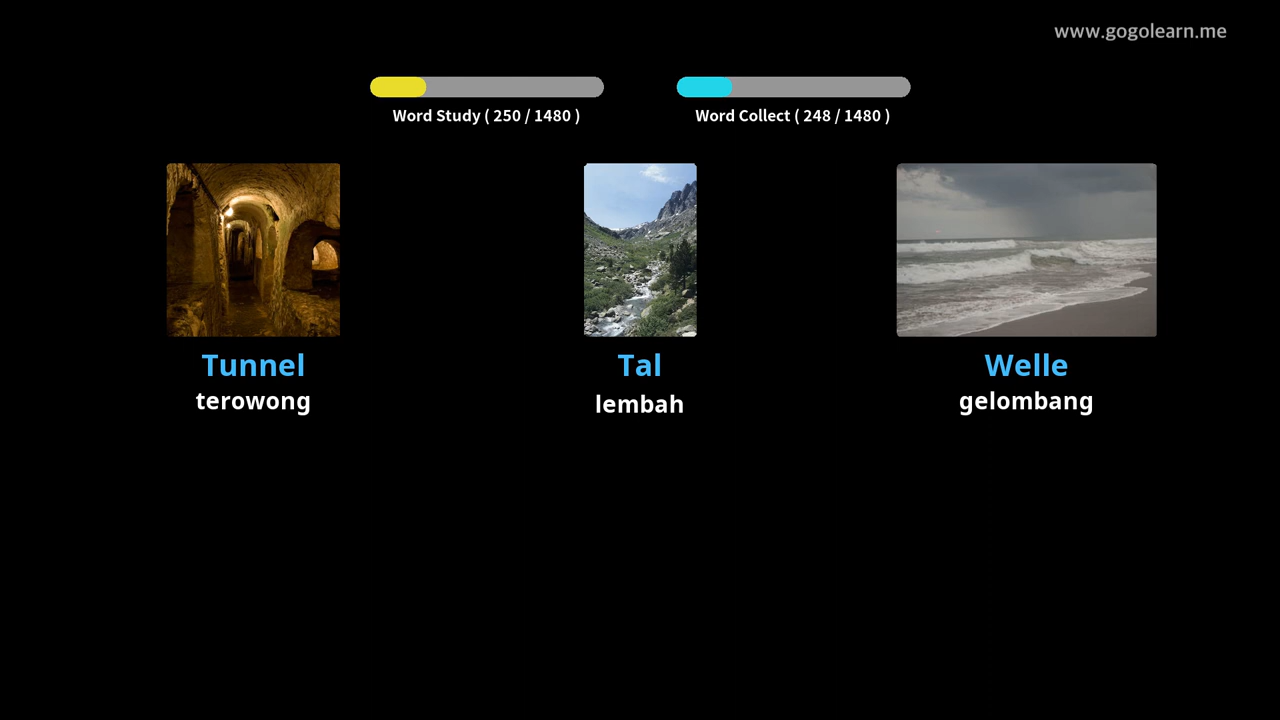 www.gogolearn.me
Word Study ( 250 / 1480 )
Word Collect ( 248 / 1480 )
Tunnel
terowong
Tal
lembah
Welle
gelombang